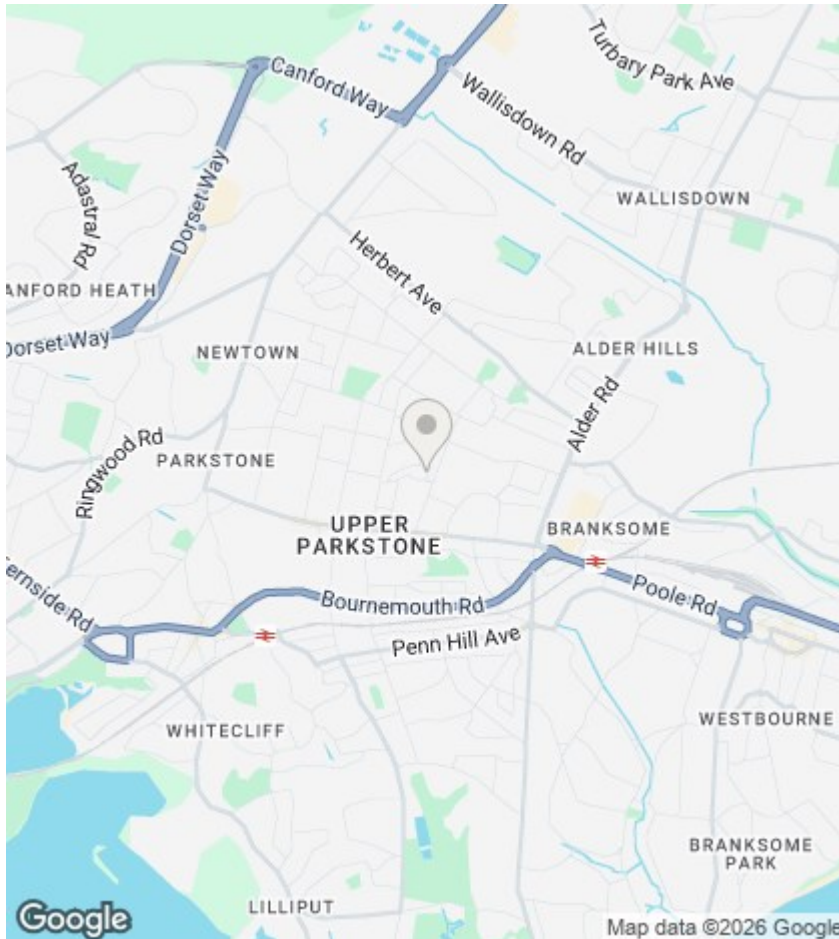 Canford Way
Turbary Park Ave
Wallisdown Rd
Adastral Rd
Dorset Way
WALLISDOWN
Herbert Ave
ANFORD HEATH
Dorset Way
NEWTOWN
ALDER HILLS
Alder Rd
Ringwood Rd
PARKSTONE
UPPER
PARKSTONE
BRANKSOME
ernside Rd
Bournemouth Rd
Poole Rd
Penn Hill Ave
WHITECLIFF
WESTBOURNE
BRANKSOME
PARK
LILLIPUT
Google
Map data ©2026 Google